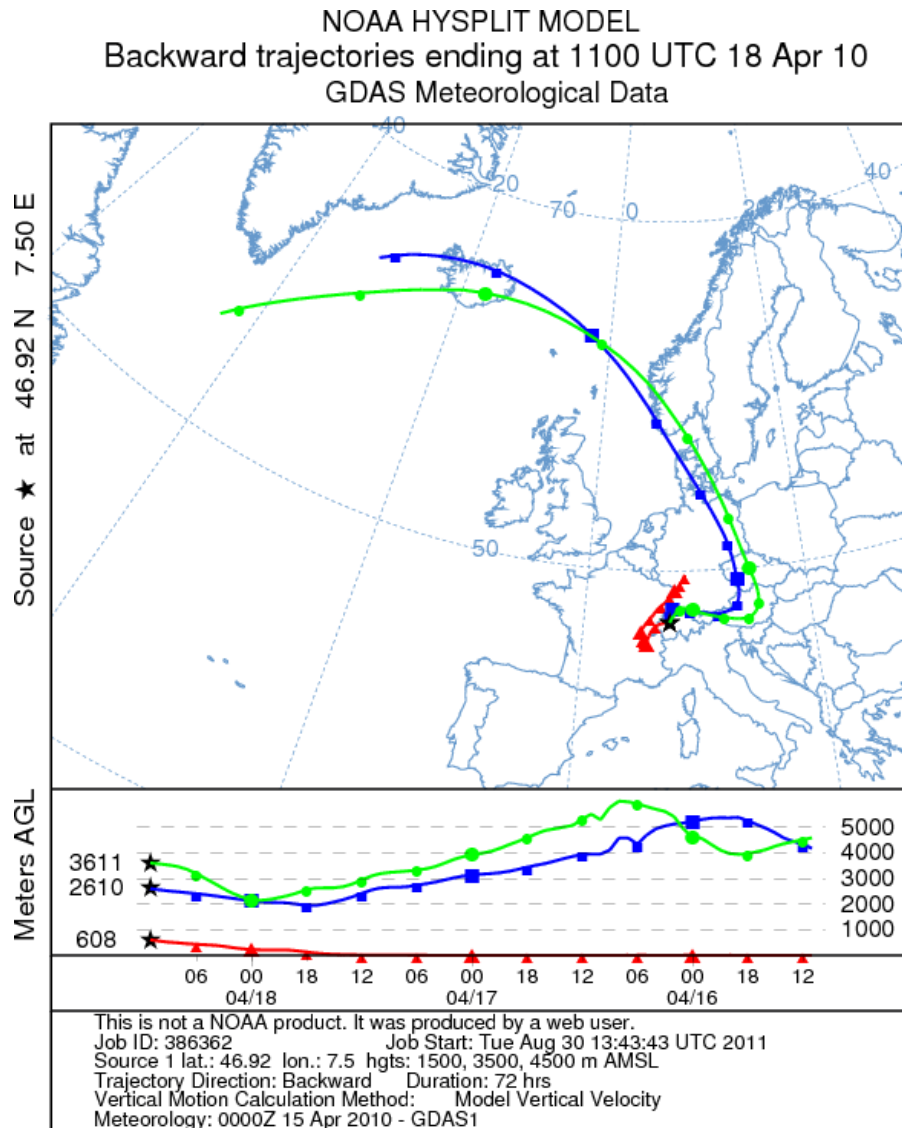 NOAA HYSPLIT MODEL
Backward trajectories ending at 1100 UTC 18 Apr 10
GDAS Meteorological Data
Source ★ at 46.92 N 7.50 E
40
20
70
0
20
40
50
Meters AGL
3611
2610
608
5000
4000
3000
2000
1000
06 00 18 12 06 00 18 12 06 00 18 12
04/18 04/17 04/16
This is not a NOAA product. It was produced by a web user.
Job ID: 386362 Job Start: Tue Aug 30 13:43:43 UTC 2011
Source 1 lat.: 46.92 lon.: 7.5 hgts: 1500, 3500, 4500 m AMSL
Trajectory Direction: Backward Duration: 72 hrs
Vertical Motion Calculation Method: Model Vertical Velocity
Meteorology: 0000Z 15 Apr 2010 - GDAS1